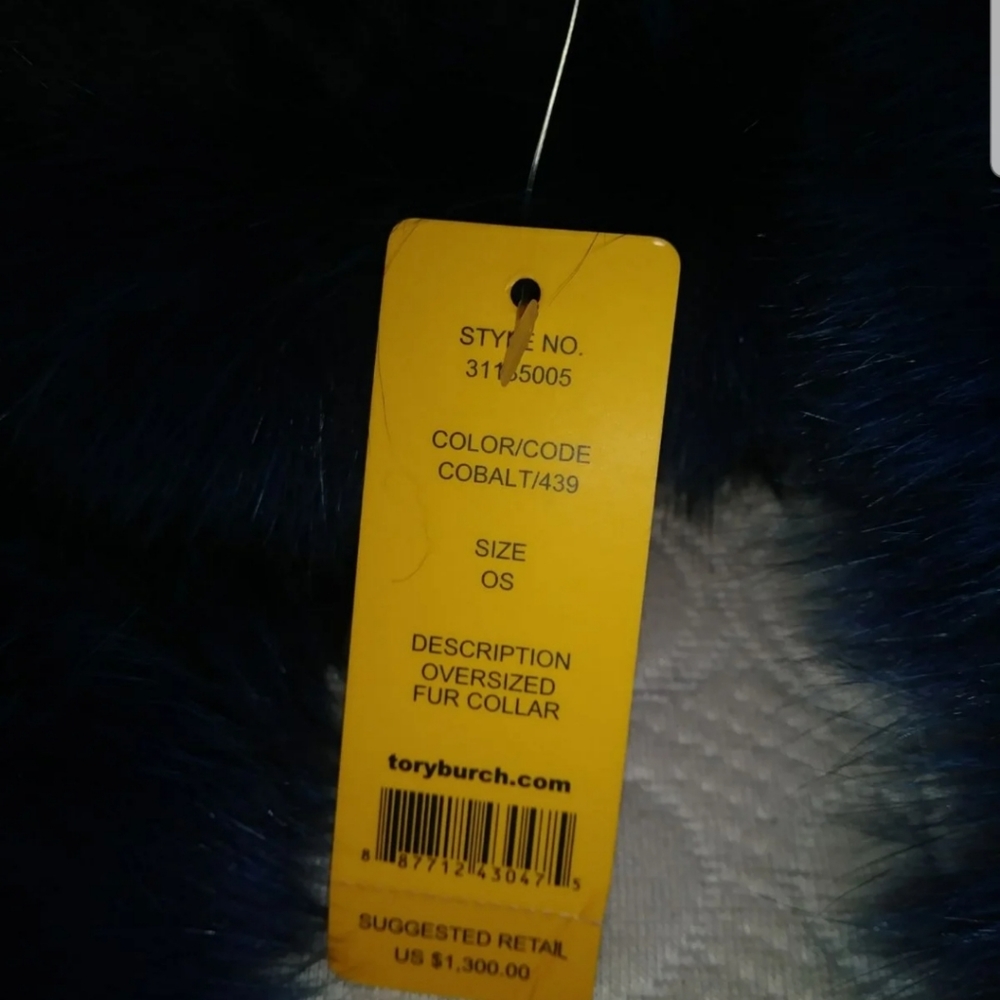 STYLE NO.
COLOR/CODE
COBALT/439
SIZE
OS
DESCRIPTION
OVERSIZED
FUR COLLAR
toryburch.com
8 87712 43047 5
SUGGESTED RETAIL
US $1,300.00